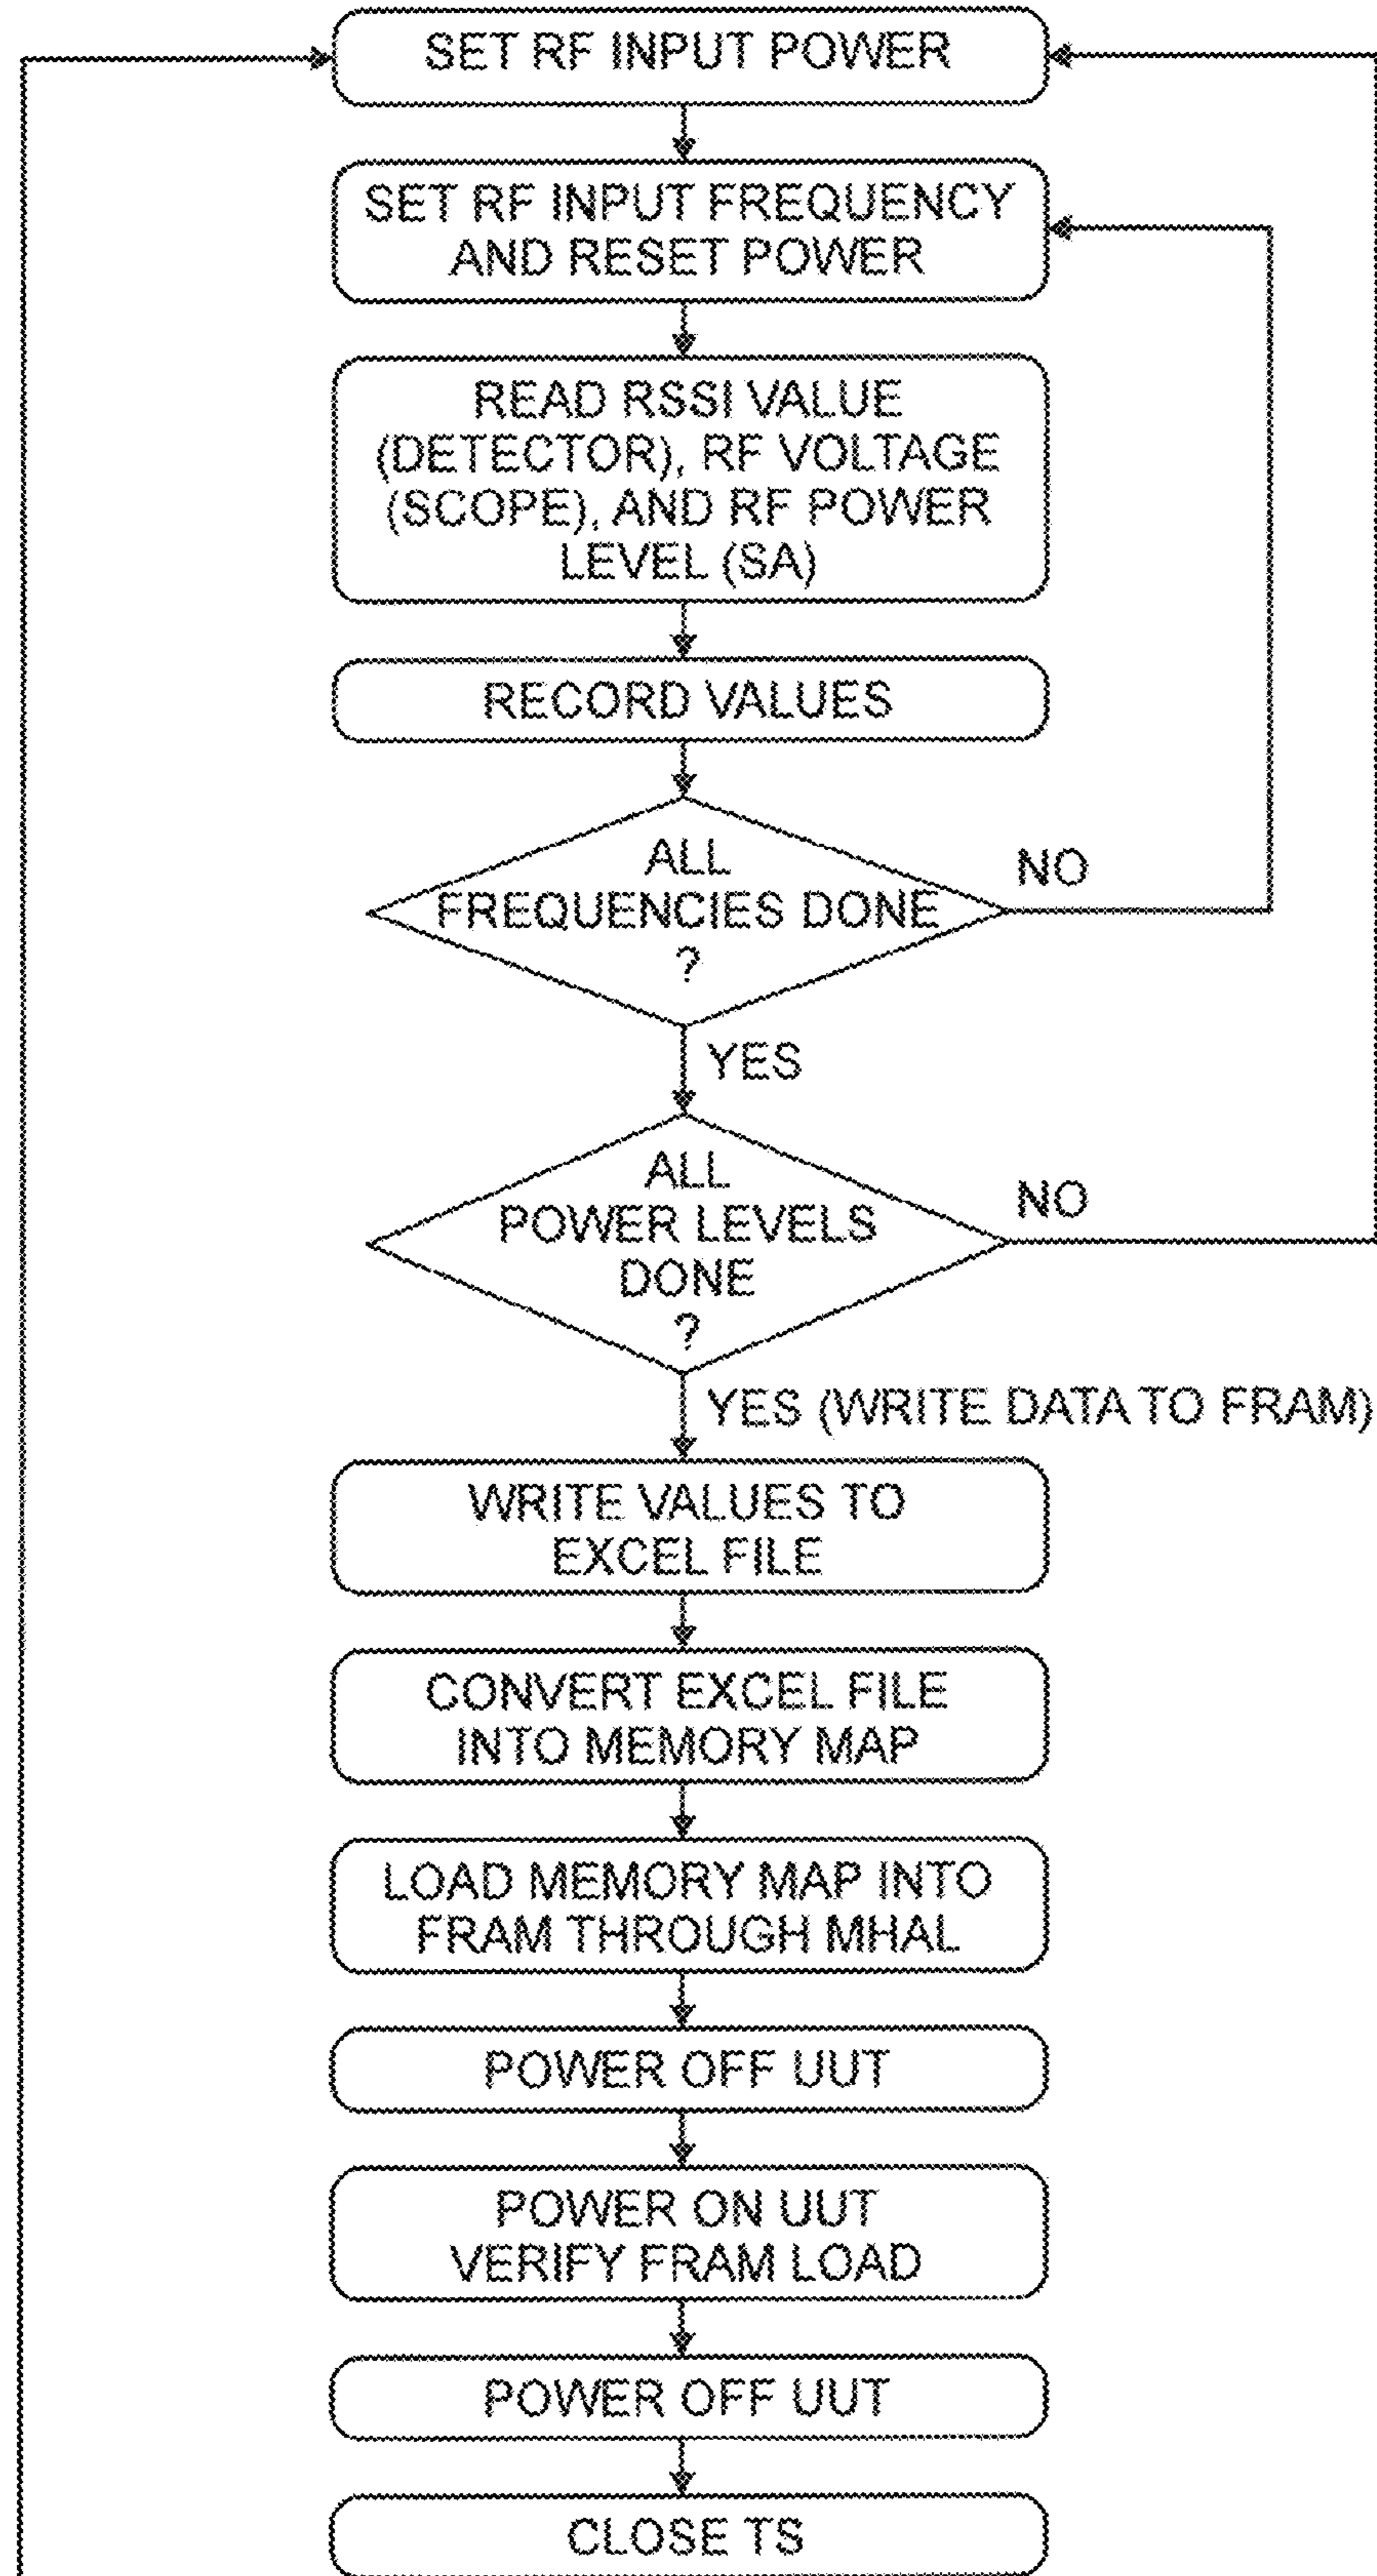 SET RF INPUT POWER
SET RF INPUT FREQUENCY
AND RESET POWER
READ RSSI VALUE
(DETECTOR), RF VOLTAGE
(SCOPE), AND RF POWER
LEVEL (SA)
RECORD VALUES
ALL
FREQUENCIES DONE
?
NO
YES
ALL
POWER LEVELS
DONE
?
NO
YES (WRITE DATA TO FRAM)
WRITE VALUES TO
EXCEL FILE
CONVERT EXCEL FILE
INTO MEMORY MAP
LOAD MEMORY MAP INTO
FRAM THROUGH MHAL
POWER OFF UUT
POWER ON UUT
VERIFY FRAM LOAD
POWER OFF UUT
CLOSE TS